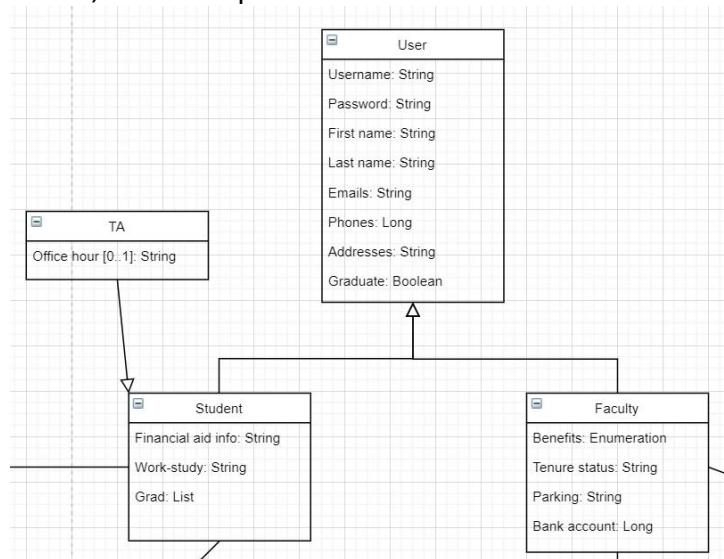 User
Username: String
Password: String
First name: String
Last name: String
Emails: String
Phones: Long
Addresses: String
Graduate: Boolean
TA
Office hour [0..1]: String
Student
Financial aid info: String
Work-study: String
Grad: List
Faculty
Benefits: Enumeration
Tenure status: String
Parking: String
Bank account: Long